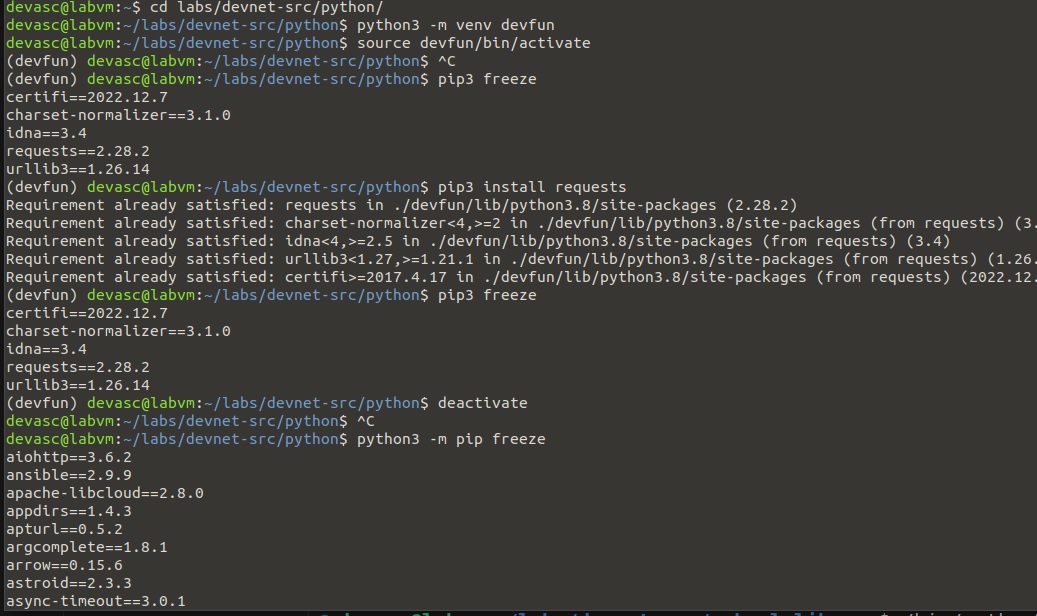 devasc@labvm:~$ cd labs/devnet-src/python/
devasc@labvm:~/labs/devnet-src/python$ python3 -m venv devfun
devasc@labvm:~/labs/devnet-src/python$ source devfun/bin/activate
(devfun) devasc@labvm:~/labs/devnet-src/python$ ^C
(devfun) devasc@labvm:~/labs/devnet-src/python$ pip3 freeze
certifi==2022.12.7
charset-normalizer==3.1.0
idna==3.4
requests==2.28.2
urllib3==1.26.14
(devfun) devasc@labvm:~/labs/devnet-src/python$ pip3 install requests
Requirement already satisfied: requests in ./devfun/lib/python3.8/site-packages (2.28.2)
Requirement already satisfied: charset-normalizer<4,>=2 in ./devfun/lib/python3.8/site-packages (from requests) (3.
Requirement already satisfied: idna<4,>=2.5 in ./devfun/lib/python3.8/site-packages (from requests) (3.4)
Requirement already satisfied: urllib3<1.27,>=1.21.1 in ./devfun/lib/python3.8/site-packages (from requests) (1.26.
Requirement already satisfied: certifi>=2017.4.17 in ./devfun/lib/python3.8/site-packages (from requests) (2022.12.
(devfun) devasc@labvm:~/labs/devnet-src/python$ pip3 freeze
certifi==2022.12.7
charset-normalizer==3.1.0
idna==3.4
requests==2.28.2
urllib3==1.26.14
(devfun) devasc@labvm:~/labs/devnet-src/python$ deactivate
devasc@labvm:~/labs/devnet-src/python$ ^C
devasc@labvm:~/labs/devnet-src/python$ python3 -m pip freeze
aiohttp==3.6.2
ansible==2.9.9
apache-libcloud==2.8.0
appdirs==1.4.3
apturl==0.5.2
argcomplete==1.8.1
arrow==0.15.6
astroid==2.3.3
async-timeout==3.0.1